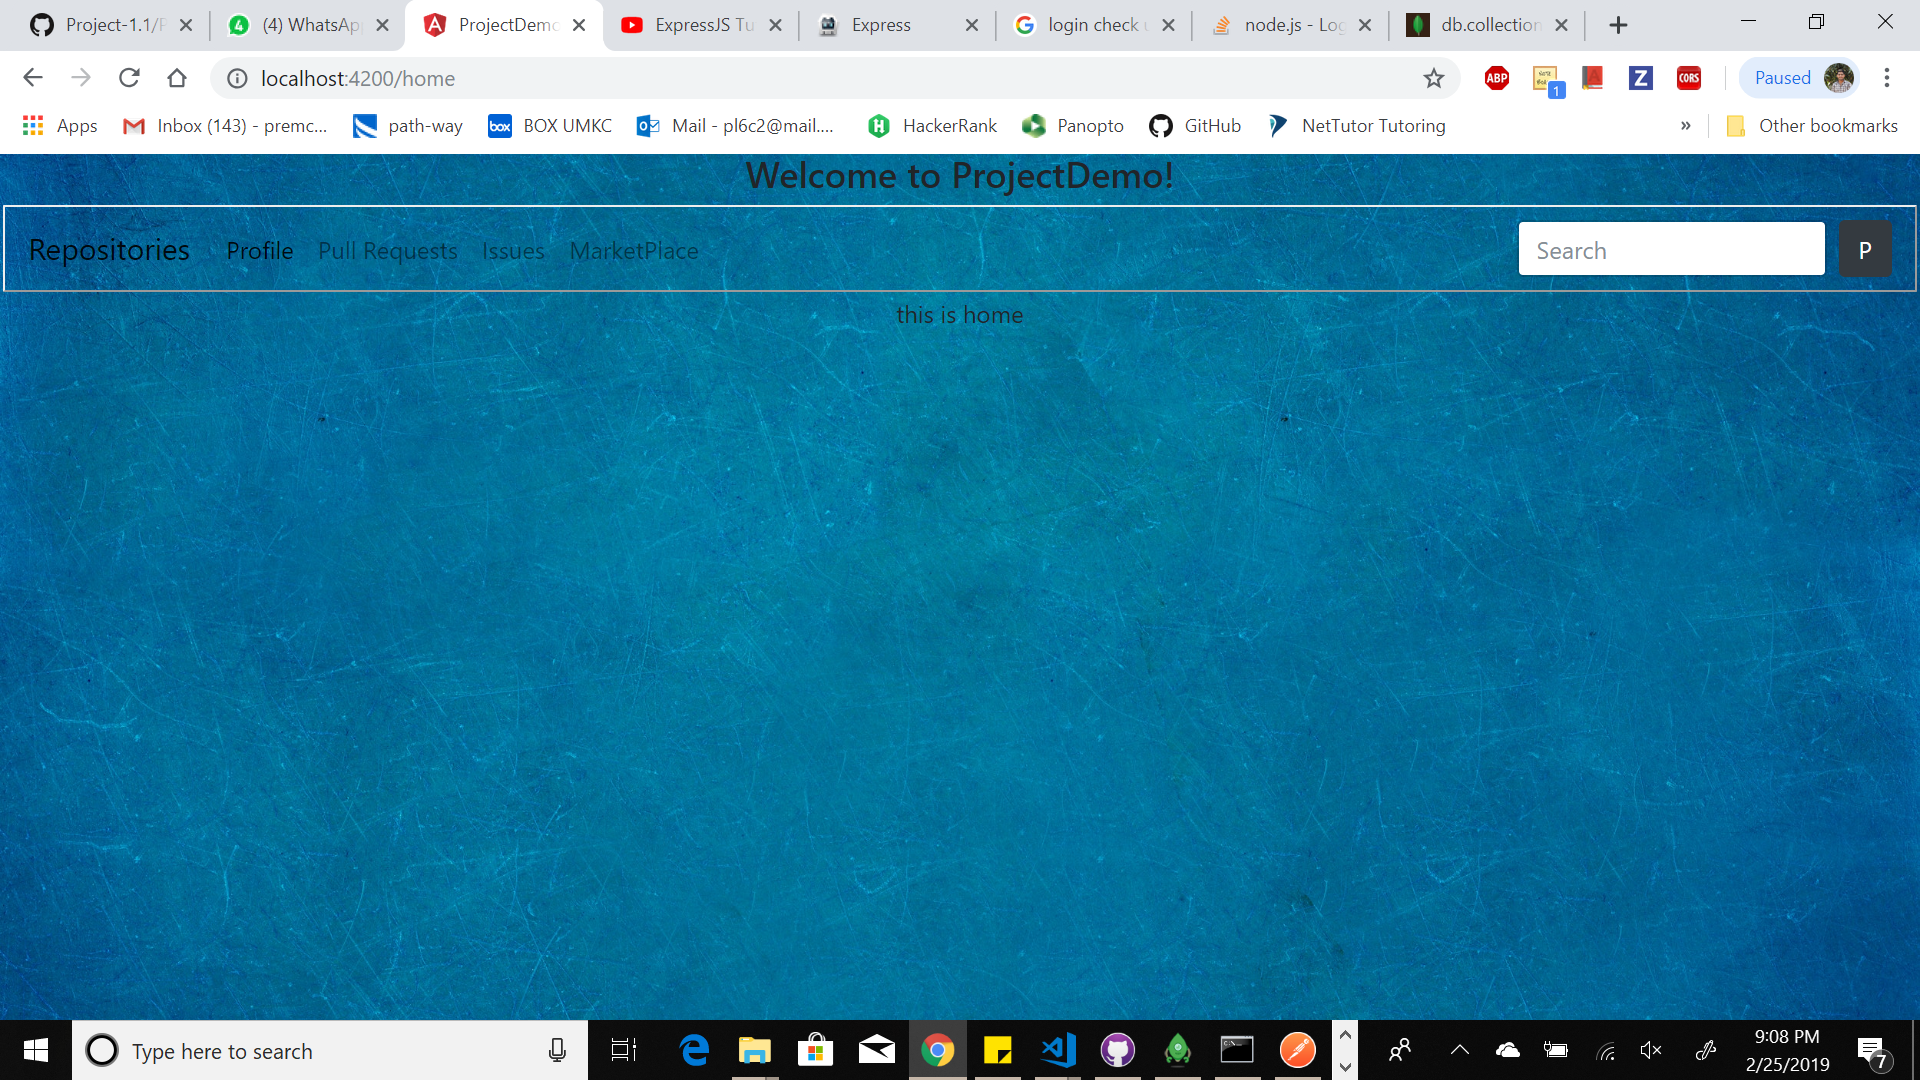 Project-1.1/P
(4) WhatsAp
ProjectDemo
ExpressJS Tu
Express
login check u
node.js - Log
db.collection
localhost:4200/home
ABP
1
Z
CORS
Paused
Apps
Inbox (143) - premc...
path-way
box
BOX UMKC
Mail - pl6c2@mail....
HackerRank
Panopto
GitHub
NetTutor Tutoring
»
Other bookmarks
Welcome to ProjectDemo!
Repositories
Profile
Pull Requests
Issues
MarketPlace
Search
P
this is home
Type here to search
9:08 PM
2/25/2019
7